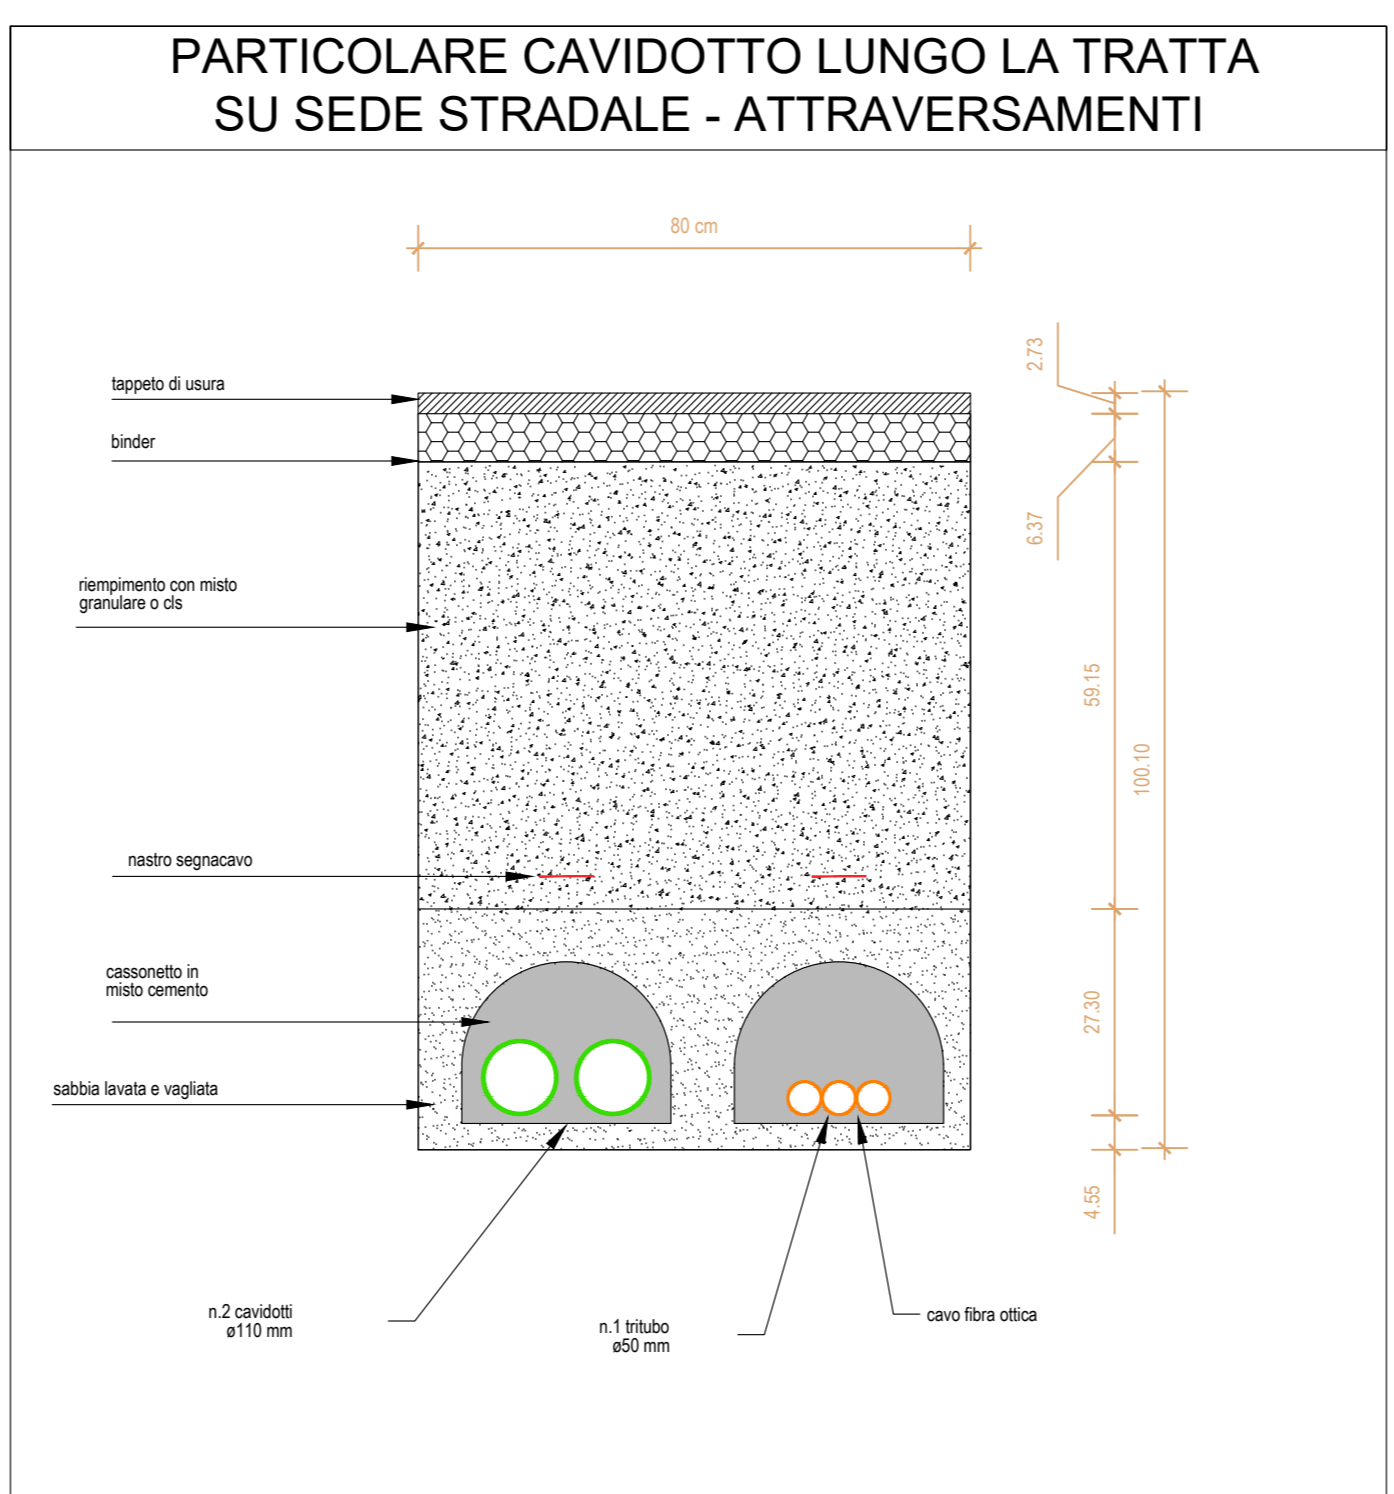 PARTICOLARE CAVIDOTTO LUNGO LA TRATTA
SU SEDE STRADALE - ATTRAVERSAMENTI
80 cm
2.73
tappeto di usura
binder
6.37
riempimento con misto
granulare o cls
59.15
100.10
nastro segnacavo
cassonetto in
misto cemento
27.30
sabbia lavata e vagliata
4.55
n.2 cavidotti
ø110 mm
n.1 tritubo
ø50 mm
cavo fibra ottica